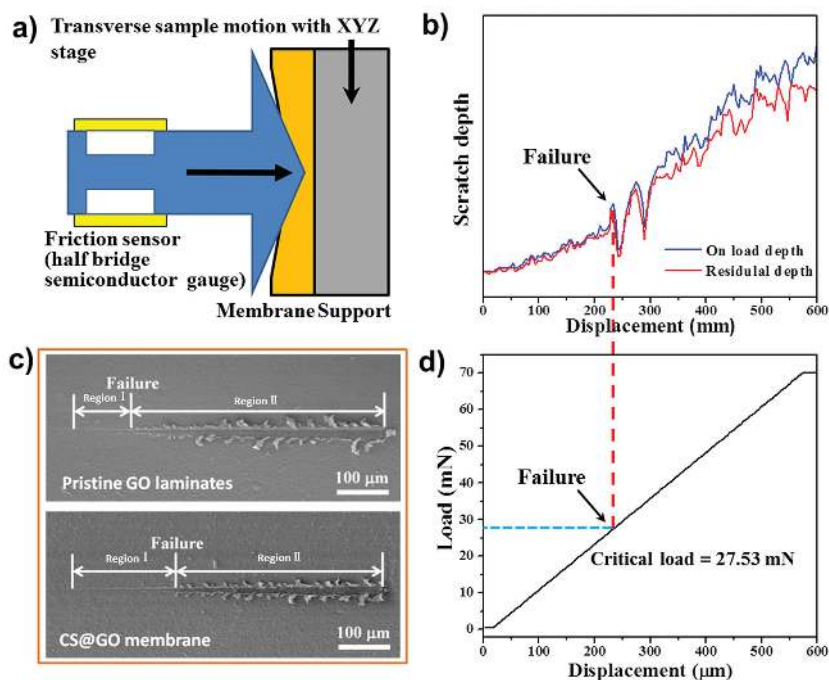 a)
Transverse sample motion with XYZ
stage
Friction sensor
(half bridge
semiconductor gauge)
Membrane Support
b)
Scratch depth
Failure
On load depth
Residulal depth
0 100 200 300 400 500 600
Displacement (mm)
c)
Failure
Region I
Region II
Pristine GO laminates
100 μm
Failure
Region I
Region II
CS@GO membrane
100 μm
d)
Load (mN)
70
60
50
40
30
20
10
0
Failure
Critical load = 27.53 mN
0 100 200 300 400 500 600
Displacement (μm)